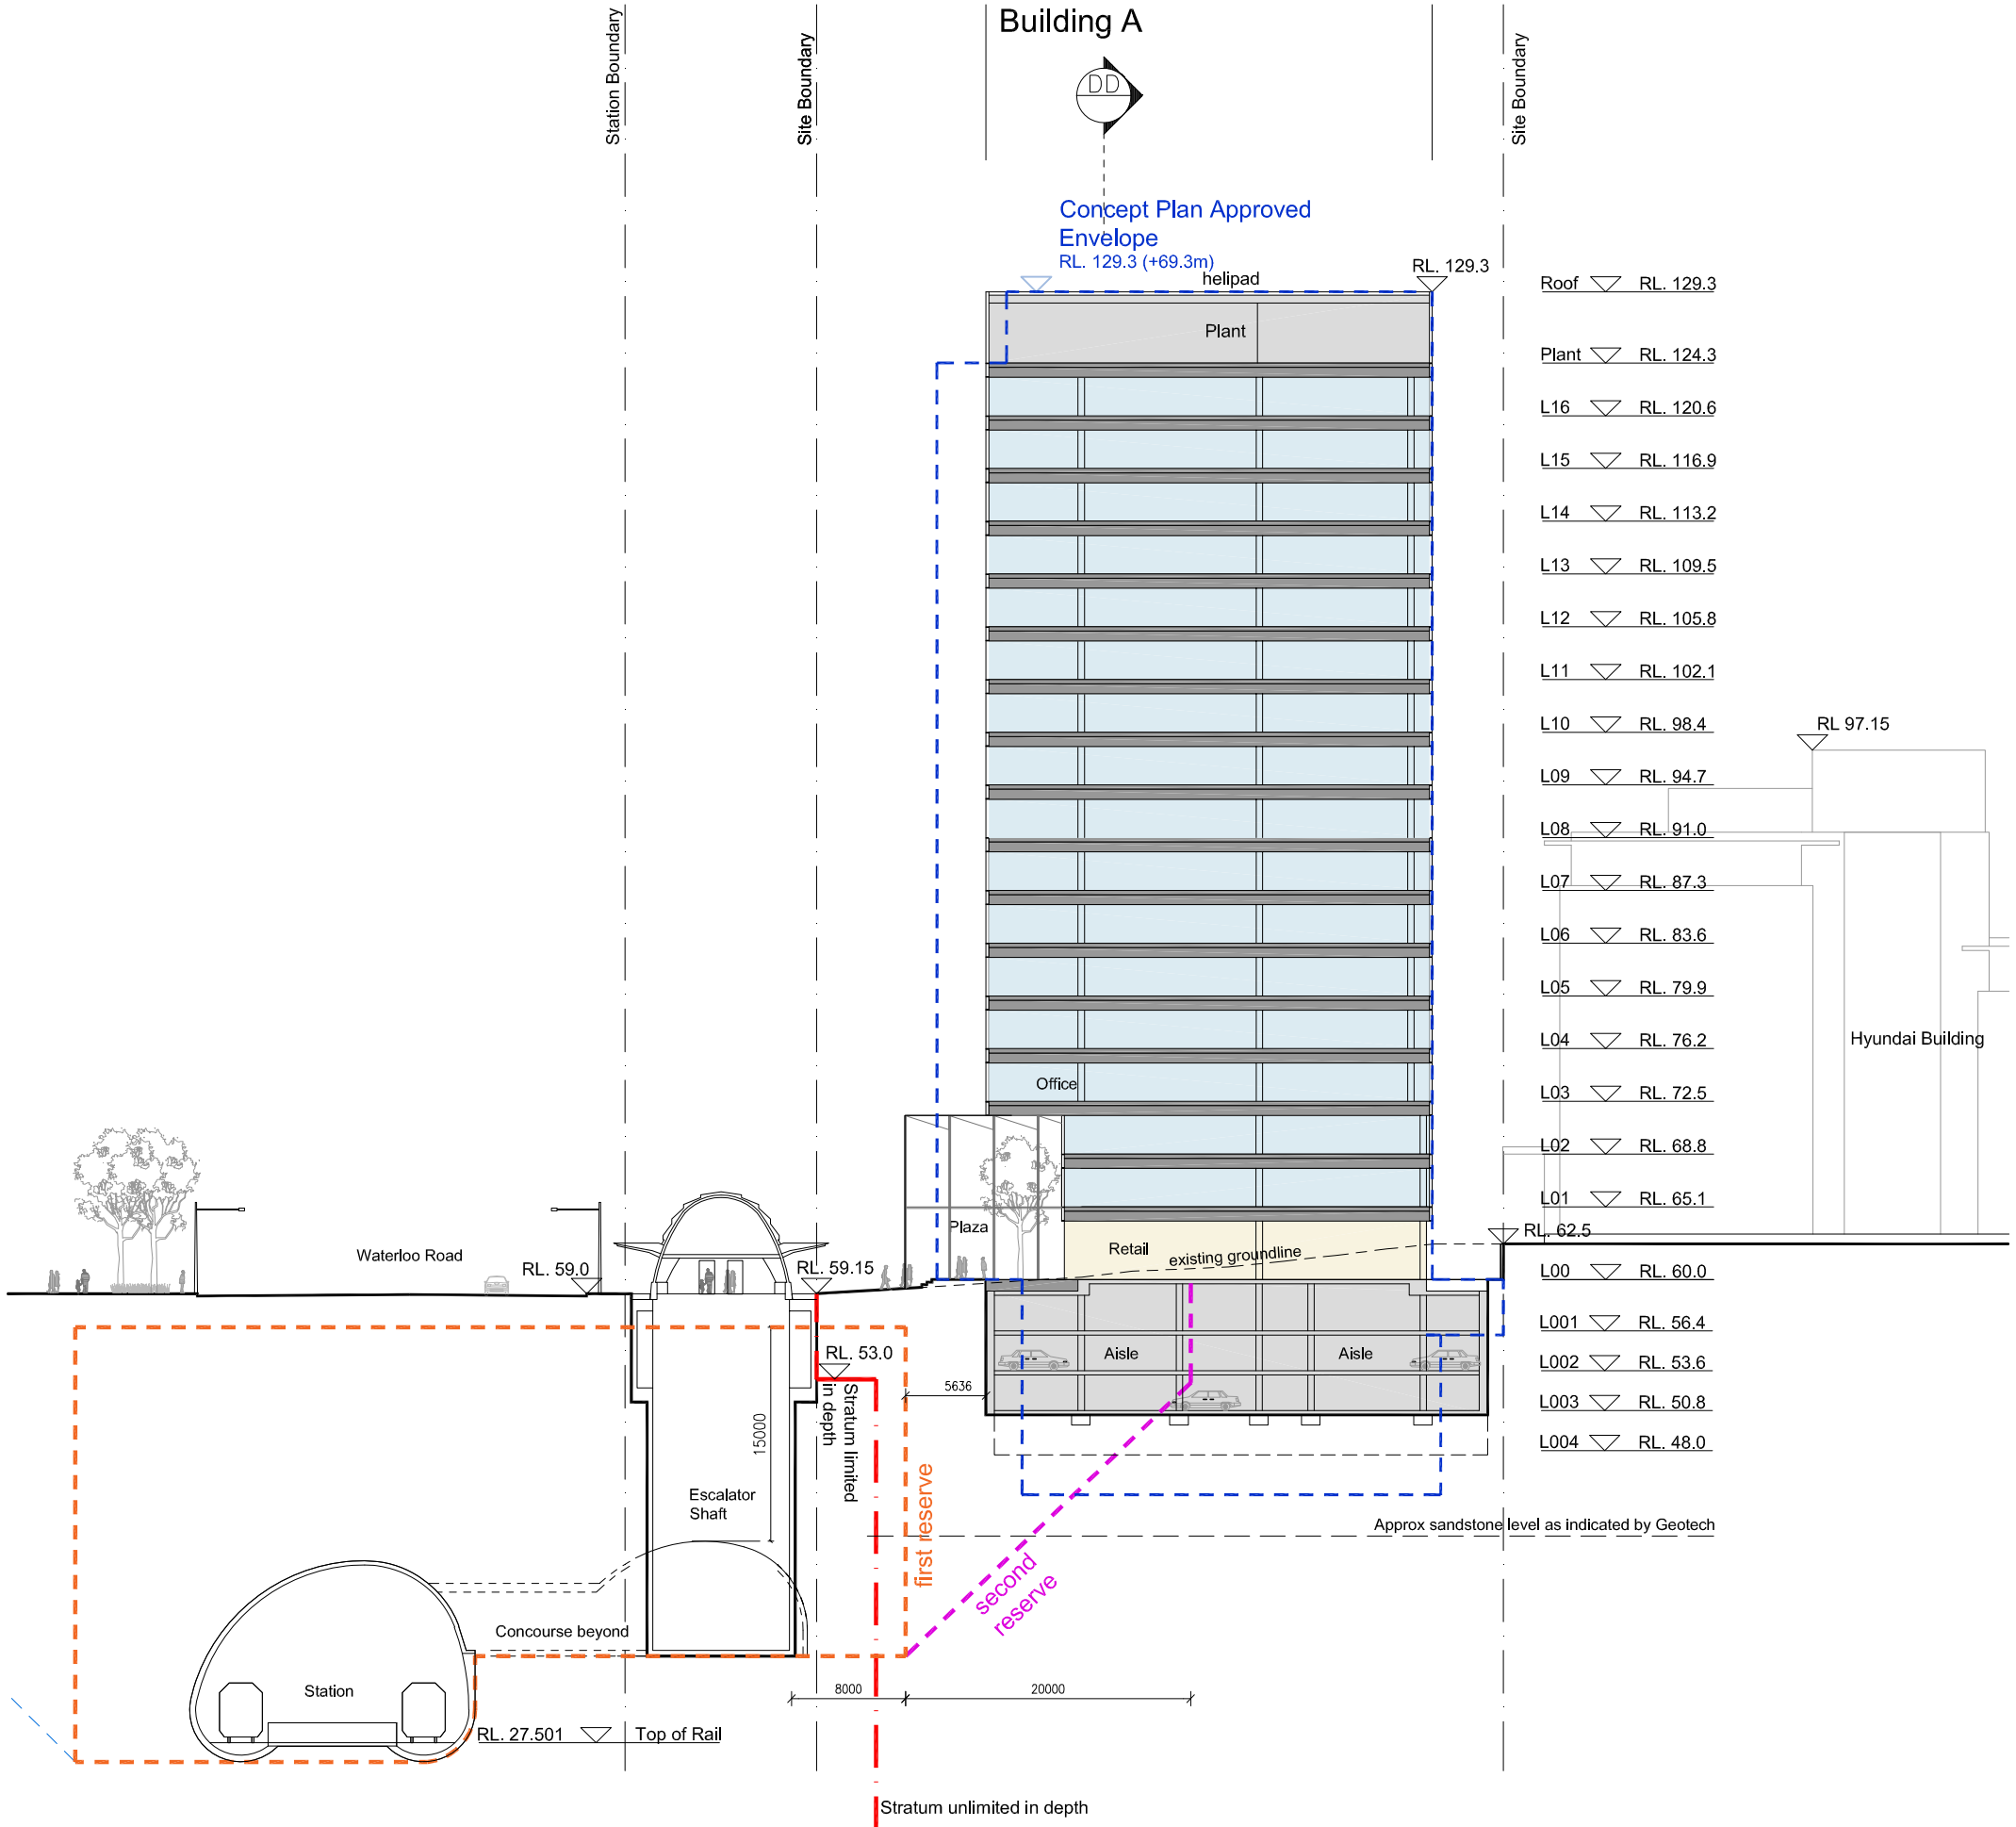 Building A
Station Boundary
Site Boundary
Site Boundary
DD
Concept Plan Approved
Envelope
RL. 129.3 (+69.3m)
helipad
RL. 129.3
Roof RL. 129.3
Plant
Plant RL. 124.3
L16 RL. 120.6
L15 RL. 116.9
L14 RL. 113.2
L13 RL. 109.5
L12 RL. 105.8
L11 RL. 102.1
L10 RL. 98.4
RL 97.15
L09 RL. 94.7
L08 RL. 91.0
L07 RL. 87.3
L06 RL. 83.6
L05 RL. 79.9
L04 RL. 76.2
Hyundai Building
Office
L03 RL. 72.5
L02 RL. 68.8
L01 RL. 65.1
Plaza
Retail
existing groundline
RL. 62.5
Waterloo Road
RL. 59.0
RL. 59.15
L00 RL. 60.0
L001 RL. 56.4
RL. 53.0
Aisle
Aisle
L002 RL. 53.6
5636
L003 RL. 50.8
L004 RL. 48.0
Stratum limited
in depth
15000
Escalator
Shaft
first reserve
Approx sandstone level as indicated by Geotech
second
reserve
Concourse beyond
Station
8000
20000
RL. 27.501 Top of Rail
Stratum unlimited in depth